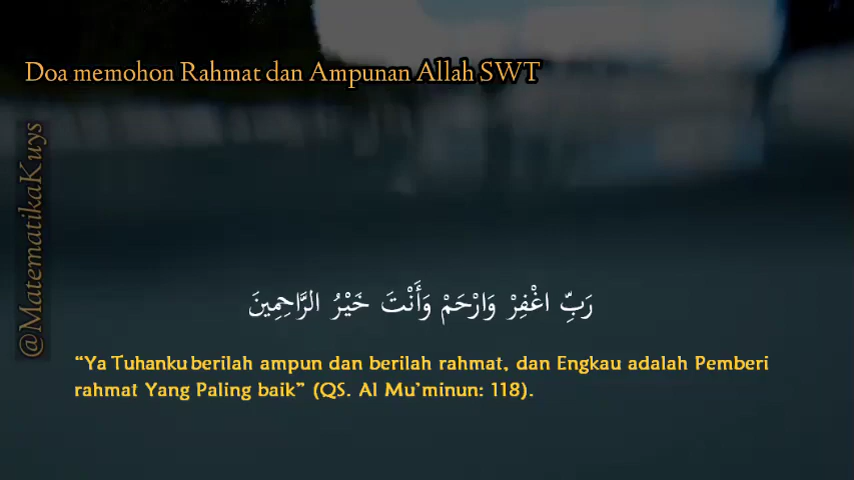 Doa memohon Rahmat dan Ampunan Allah SWT
@MatematikaKuys
رَبِّ اغْفِرْ وَارْحَمْ وَأَنْتَ خَيْرُ الرَّاحِمِينَ
“Ya Tuhanku berilah ampun dan berilah rahmat, dan Engkau adalah Pemberi
rahmat Yang Paling baik” (QS. Al Mu’minun: 118).